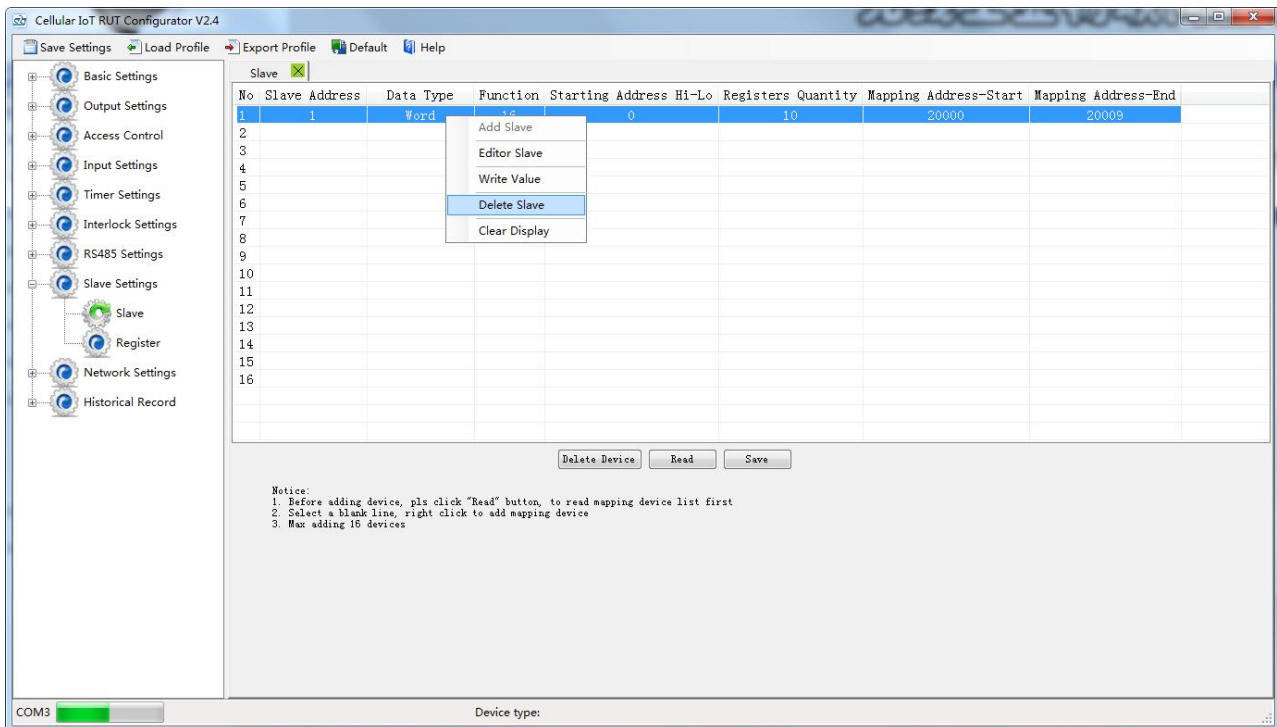 Cellular IoT RUT Configurator V2.4
Save Settings Load Profile Export Profile Default Help
Basic Settings
Output Settings
Access Control
Input Settings
Timer Settings
Interlock Settings
RS485 Settings
Slave Settings
Slave
Register
Network Settings
Historical Record
Slave
No Slave Address Data Type Function Starting Address Hi-Lo Registers Quantity Mapping Address-Start Mapping Address-End
1 1 Word 16 0 10 20000 20009
2
3
4
5
6
7
8
9
10
11
12
13
14
15
16
Add Slave
Editor Slave
Write Value
Delete Slave
Clear Display
Delete Device Read Save
Notice:
1. Before adding device, pls click "Read" button, to read mapping device list first
2. Select a blank line, right click to add mapping device
3. Max adding 16 devices
COM3 Device type: